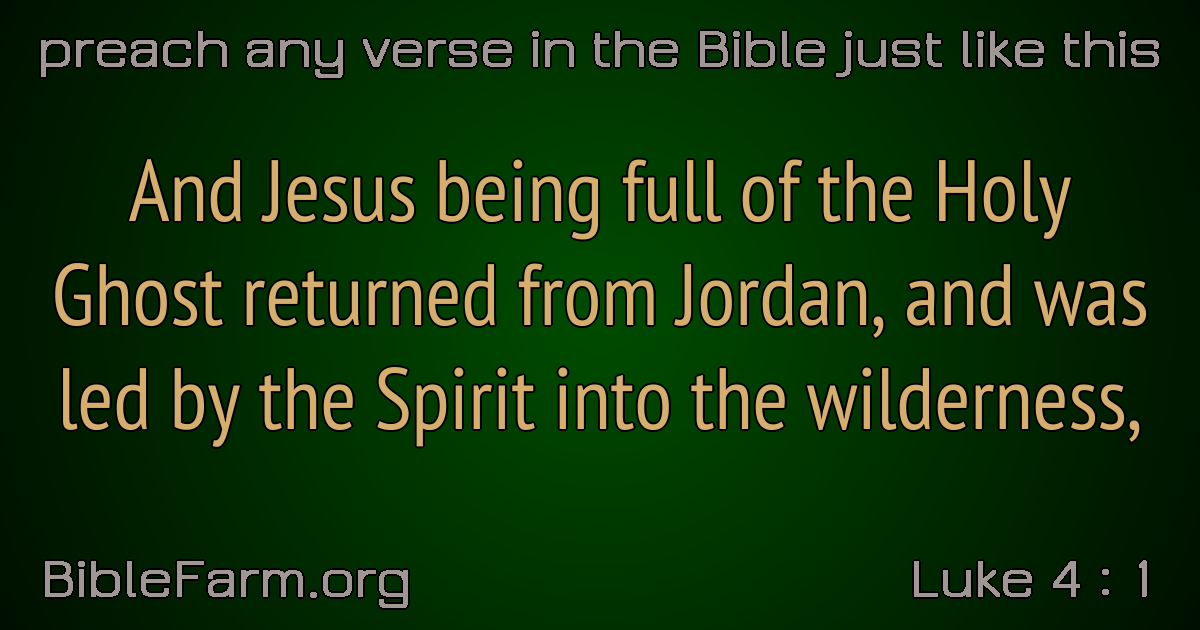 preach any verse in the Bible just like this
And Jesus being full of the Holy
Ghost returned from Jordan, and was
led by the Spirit into the wilderness,
BibleFarm.org
Luke 4 : 1